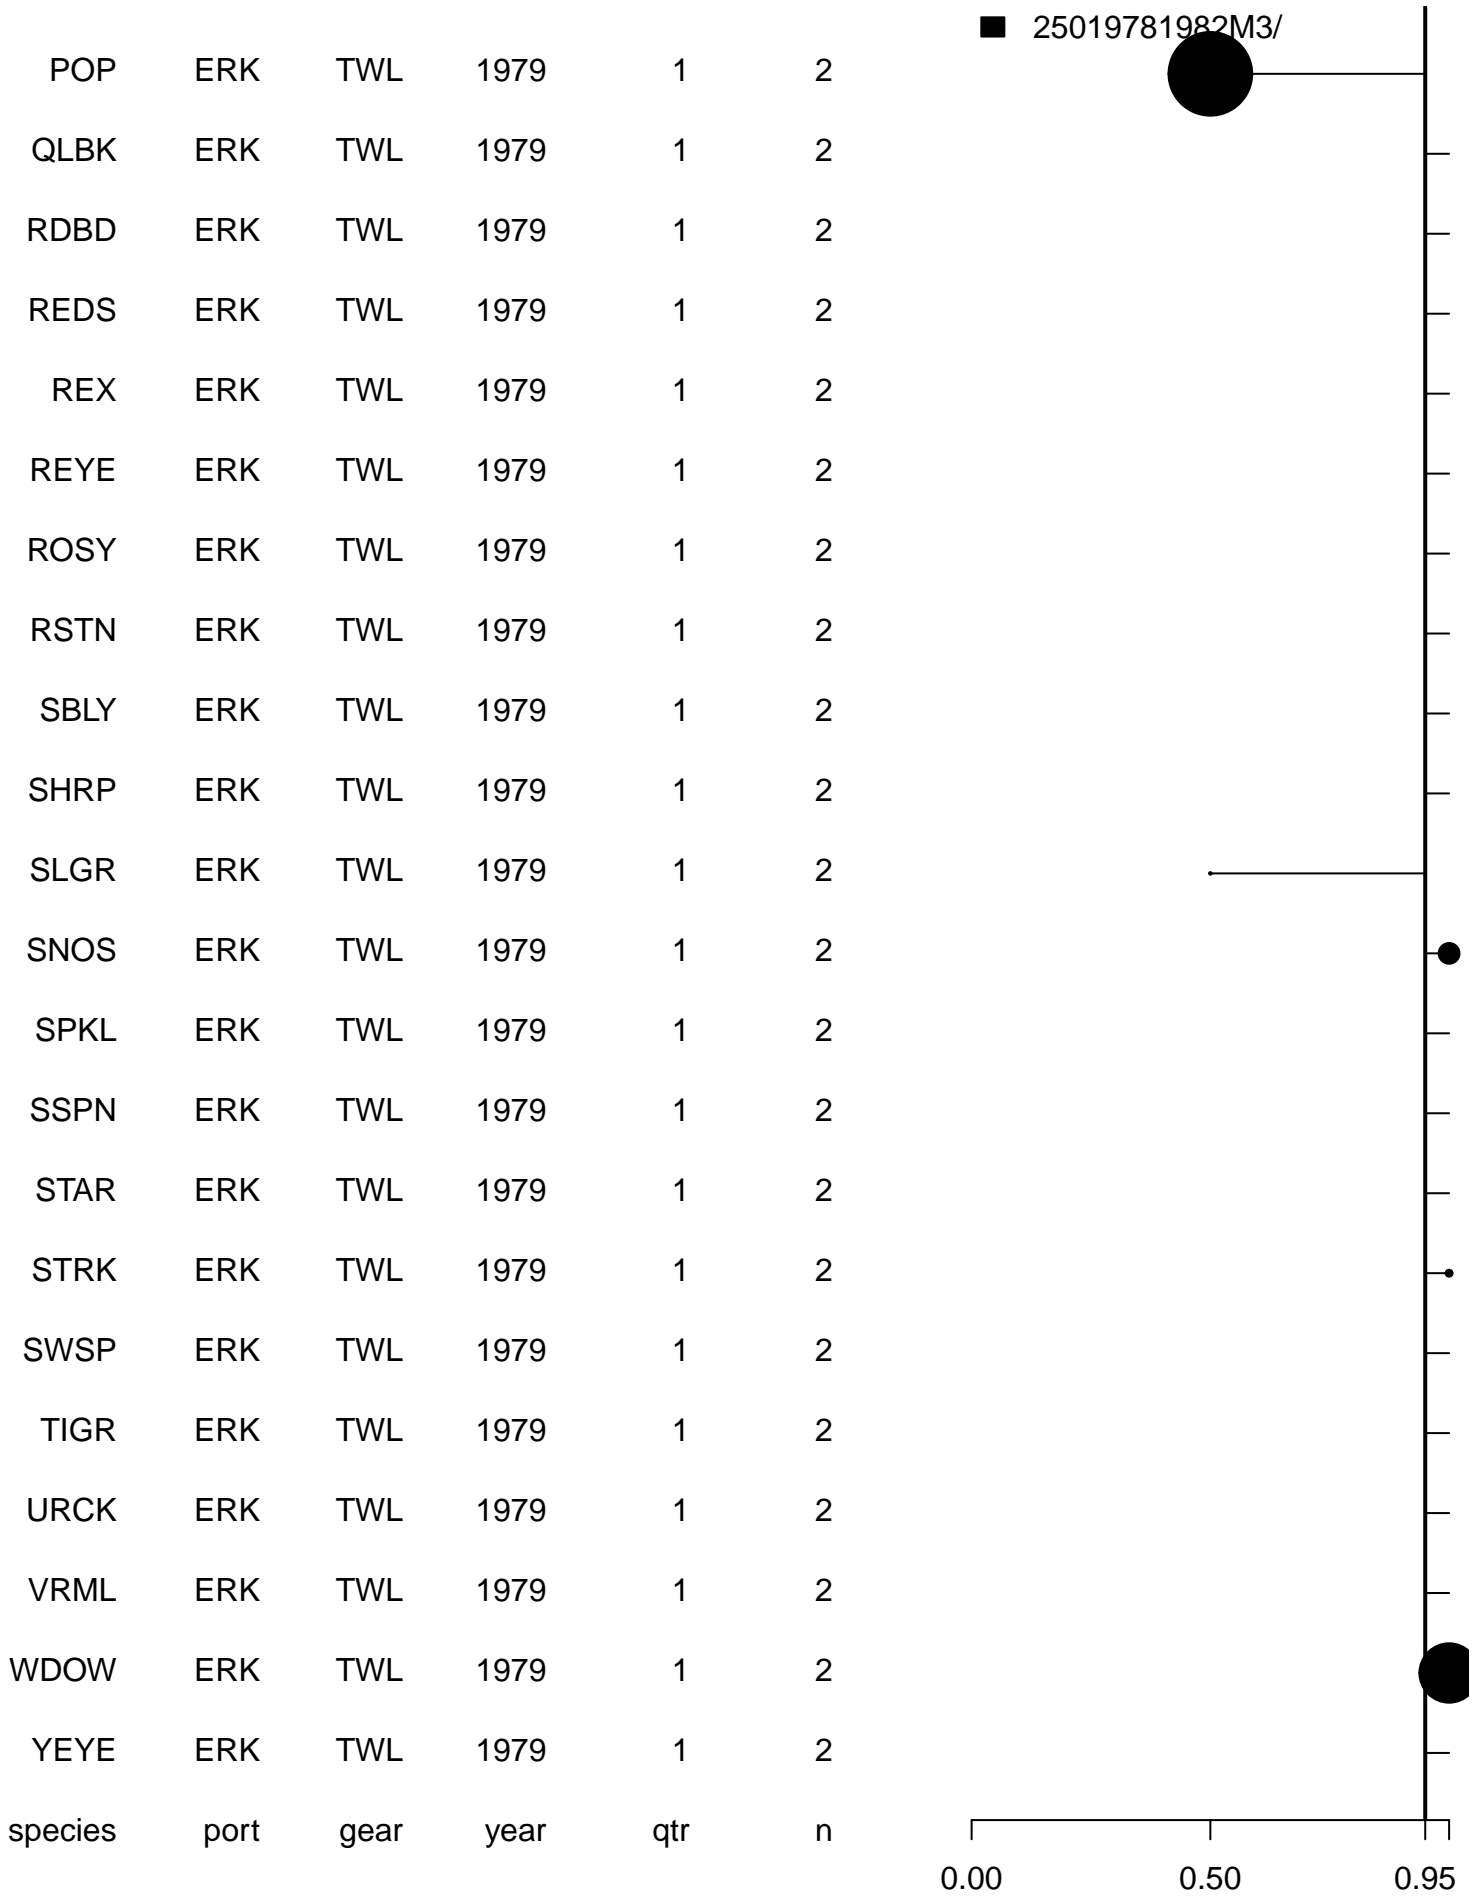 25019781982M3/
POP ERK TWL 1979 1 2
QLBK ERK TWL 1979 1 2
RDBD ERK TWL 1979 1 2
REDS ERK TWL 1979 1 2
REX ERK TWL 1979 1 2
REYE ERK TWL 1979 1 2
ROSY ERK TWL 1979 1 2
RSTN ERK TWL 1979 1 2
SBLY ERK TWL 1979 1 2
SHRP ERK TWL 1979 1 2
SLGR ERK TWL 1979 1 2
SNOS ERK TWL 1979 1 2
SPKL ERK TWL 1979 1 2
SSPN ERK TWL 1979 1 2
STAR ERK TWL 1979 1 2
STRK ERK TWL 1979 1 2
SWSP ERK TWL 1979 1 2
TIGR ERK TWL 1979 1 2
URCK ERK TWL 1979 1 2
VRML ERK TWL 1979 1 2
WDOW ERK TWL 1979 1 2
YEYE ERK TWL 1979 1 2
species port gear year qtr n
0.00 0.50 0.95